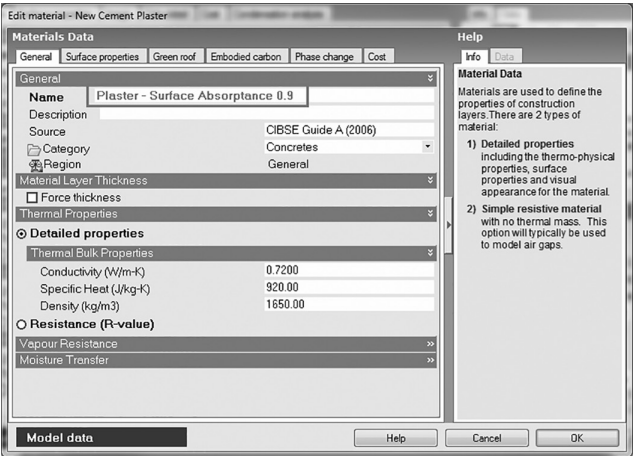 Edit material - New Cement Plaster
Materials Data
General Surface properties Green roof Embodied carbon Phase change Cost
General
Name Plaster - Surface Absorptance 0.9
Description
Source CIBSE Guide A (2006)
Category Concretes
Region General
Material Layer Thickness
Force thickness
Thermal Properties
Detailed properties
Thermal Bulk Properties
Conductivity (W/m-K) 0.7200
Specific Heat (J/kg-K) 920.00
Density (kg/m3) 1650.00
Resistance (R-value)
Vapour Resistance
Moisture Transfer
Model data
Help
Info Data
Material Data
Materials are used to define the
properties of construction
layers.There are 2 types of
material:
1) Detailed properties
including the thermo-physical
properties, surface
properties and visual
appearance for the material.
2) Simple resistive material
with no thermal mass. This
option will typically be used
to model air gaps.
Help Cancel OK